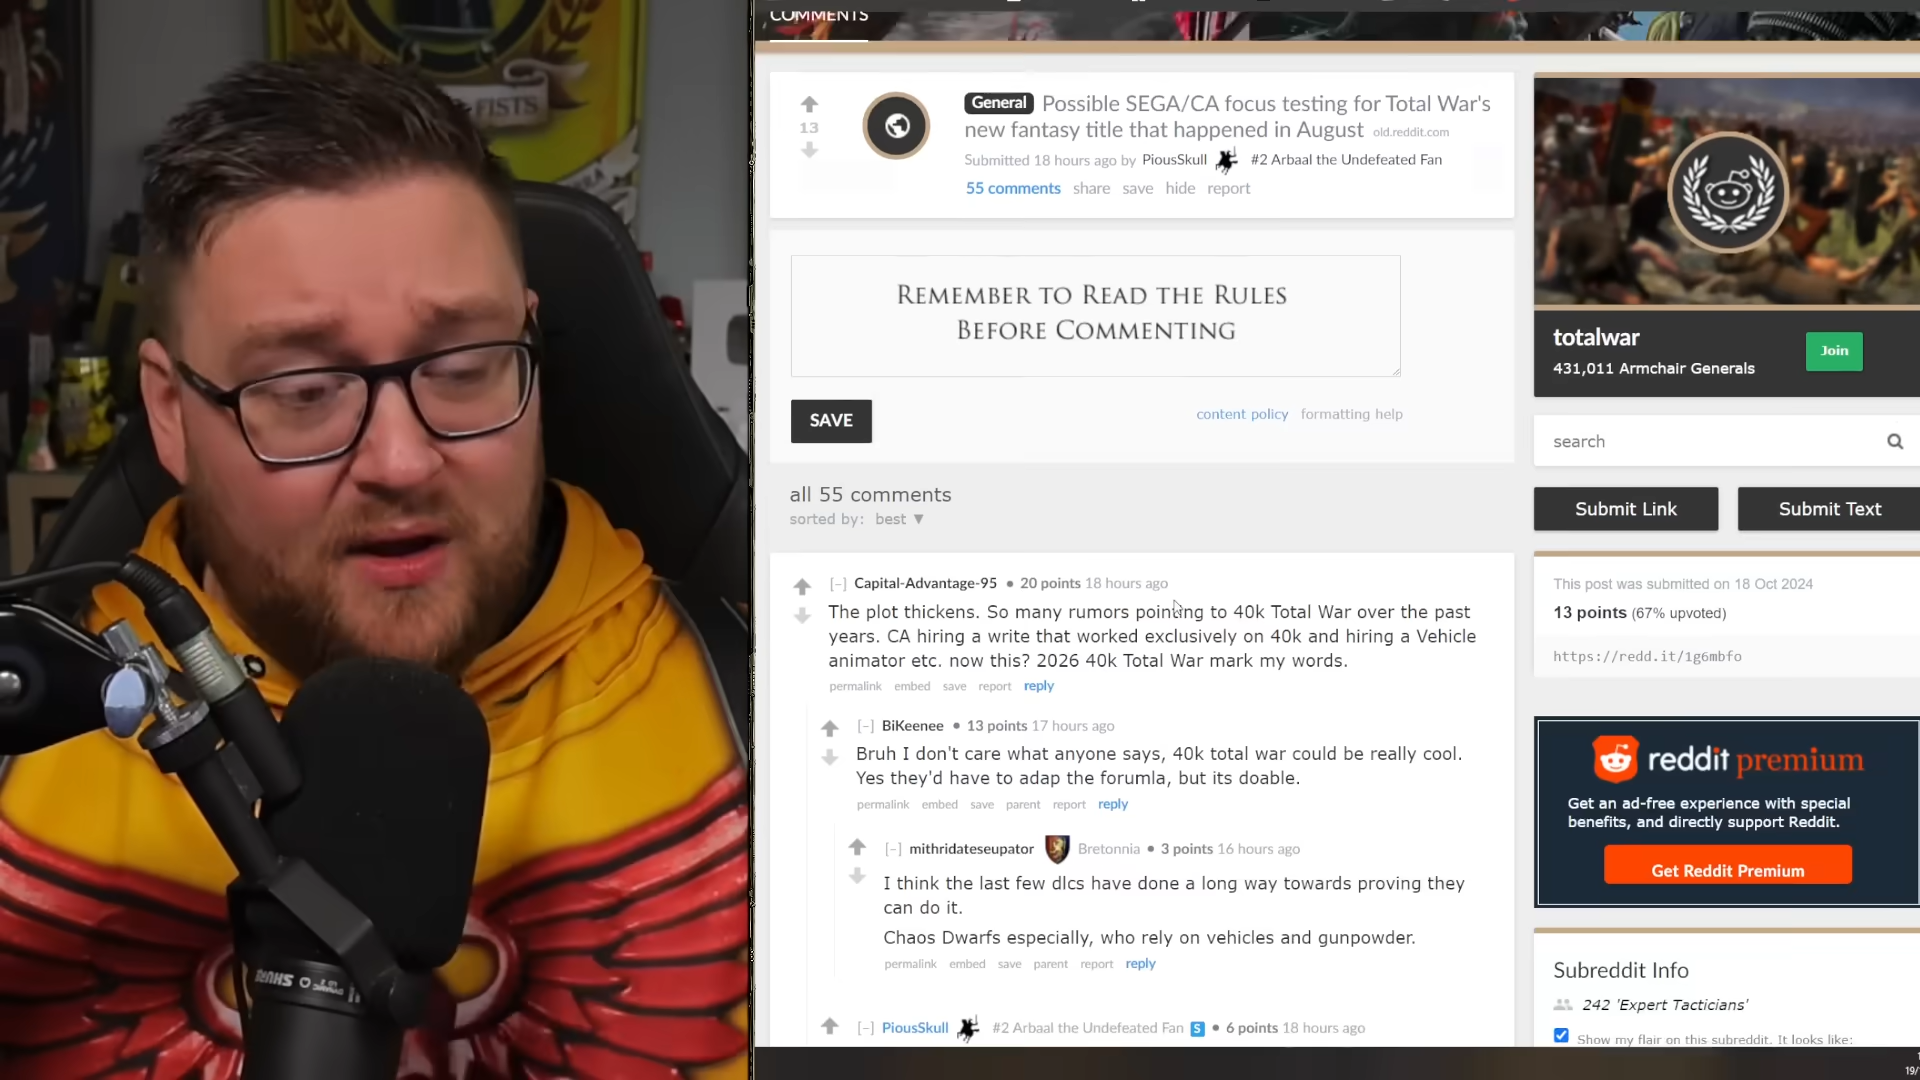 FISTS
SHURE
COMMENTS
13
General Possible SEGA/CA focus testing for Total War's
new fantasy title that happened in August old.reddit.com
Submitted 18 hours ago by PiousSkull #2 Arbaal the Undefeated Fan
55 comments share save hide report
REMEMBER TO READ THE RULES
BEFORE COMMENTING
SAVE
content policy formatting help
all 55 comments
sorted by: best ▼
[–] Capital-Advantage-95 • 20 points 18 hours ago
The plot thickens. So many rumors pointing to 40k Total War over the past
years. CA hiring a write that worked exclusively on 40k and hiring a Vehicle
animator etc. now this? 2026 40k Total War mark my words.
permalink embed save report reply
[–] BiKeenee • 13 points 17 hours ago
Bruh I don't care what anyone says, 40k total war could be really cool.
Yes they'd have to adap the forumla, but its doable.
permalink embed save parent report reply
[–] mithridateseupator Bretonnia • 3 points 16 hours ago
I think the last few dlcs have done a long way towards proving they
can do it.
Chaos Dwarfs especially, who rely on vehicles and gunpowder.
permalink embed save parent report reply
[–] PiousSkull #2 Arbaal the Undefeated Fan S • 6 points 18 hours ago
totalwar
431,011 Armchair Generals
Join
search
Submit Link
Submit Text
This post was submitted on 18 Oct 2024
13 points (67% upvoted)
https://redd.it/1g6mbfo
reddit premium
Get an ad-free experience with special
benefits, and directly support Reddit.
Get Reddit Premium
Subreddit Info
242 'Expert Tacticians'
Show my flair on this subreddit. It looks like:
19/